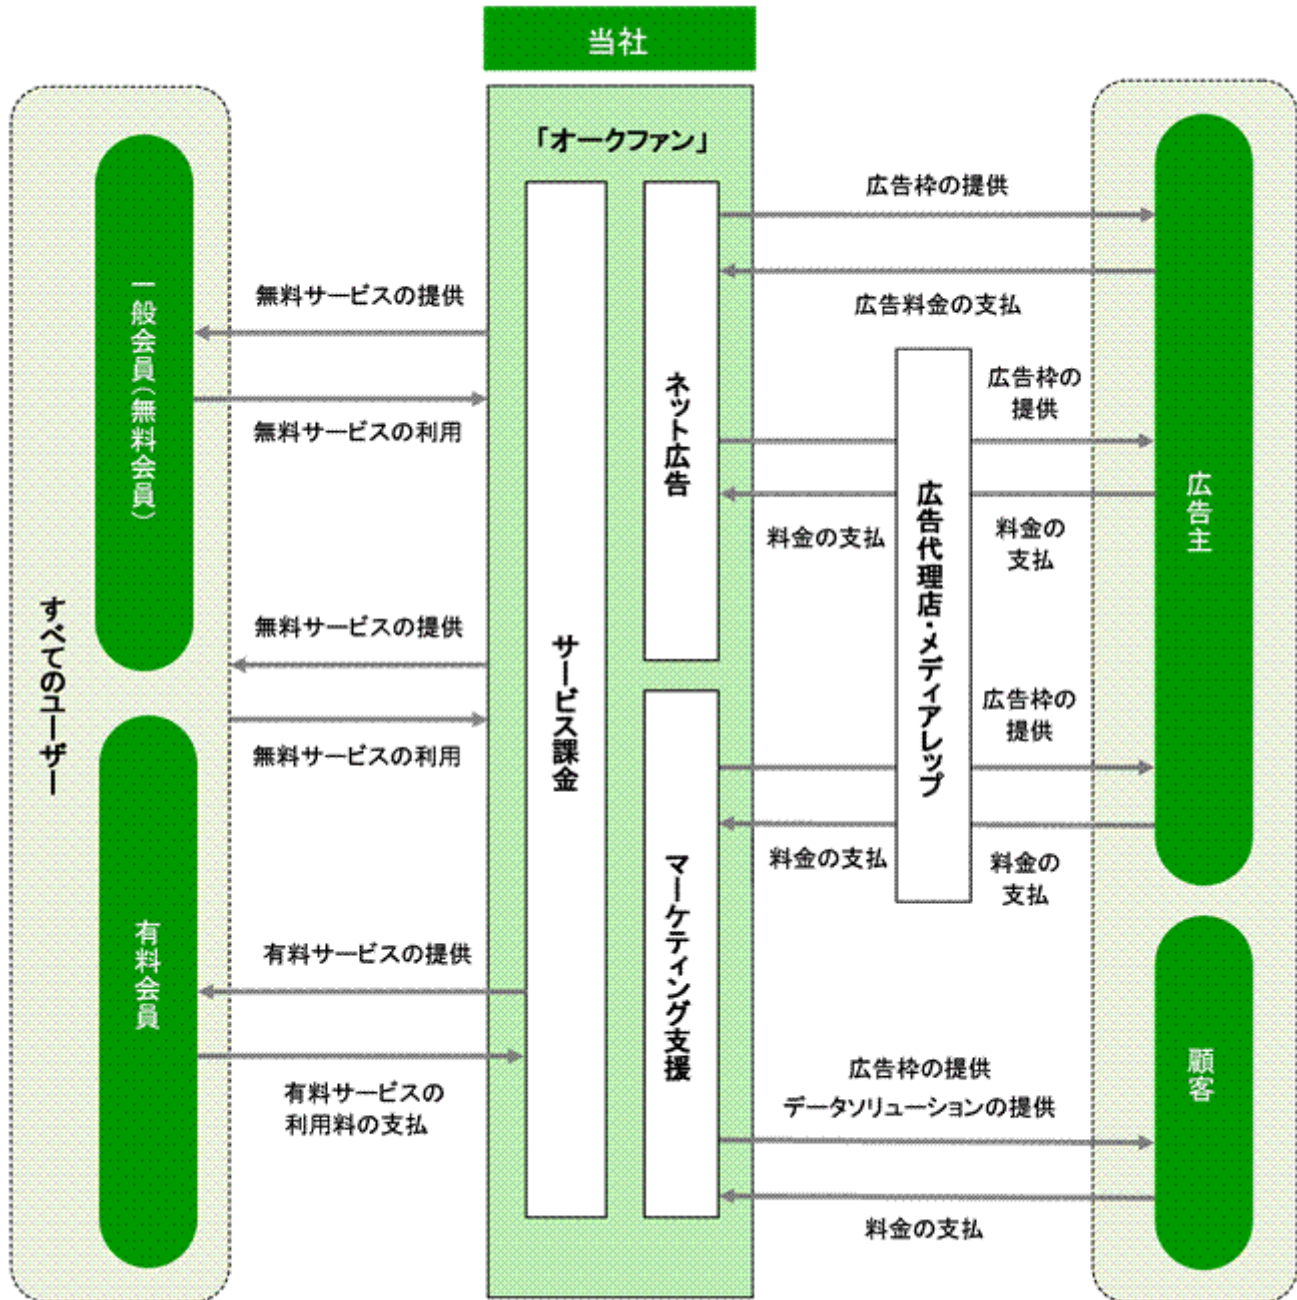 当社
「オークファン」
すべてのユーザー
一般会員(無料会員)
有料会員
無料サービスの提供
無料サービスの利用
無料サービスの提供
無料サービスの利用
有料サービスの提供
有料サービスの
利用料の支払
サービス課金
ネット広告
マーケティング支援
広告枠の提供
広告料金の支払
広告代理店・メディアレップ
広告枠の
提供
料金の支払
料金の
支払
広告枠の
提供
料金の支払
料金の
支払
広告枠の提供
データソリューションの提供
料金の支払
広告主
顧客